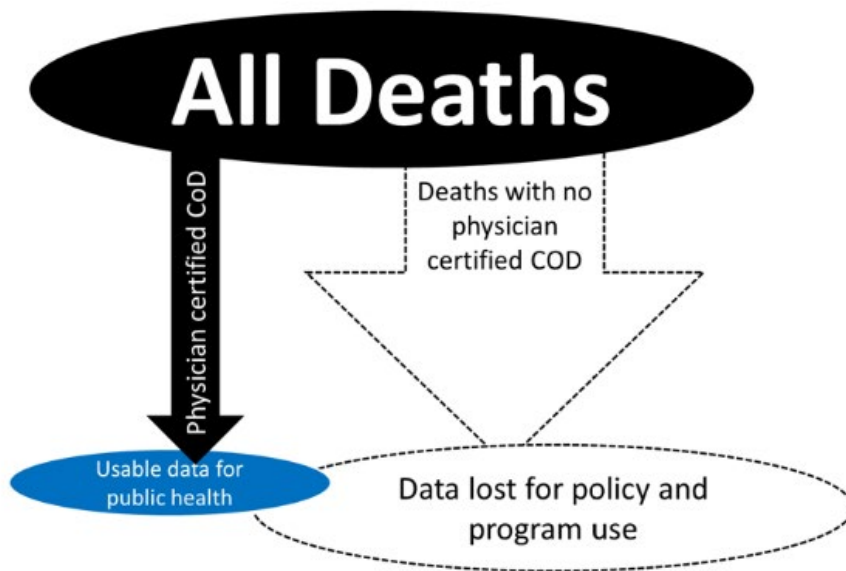 All Deaths
Physician certified CoD
Deaths with no
physician
certified COD
Usable data for
public health
Data lost for policy and
program use